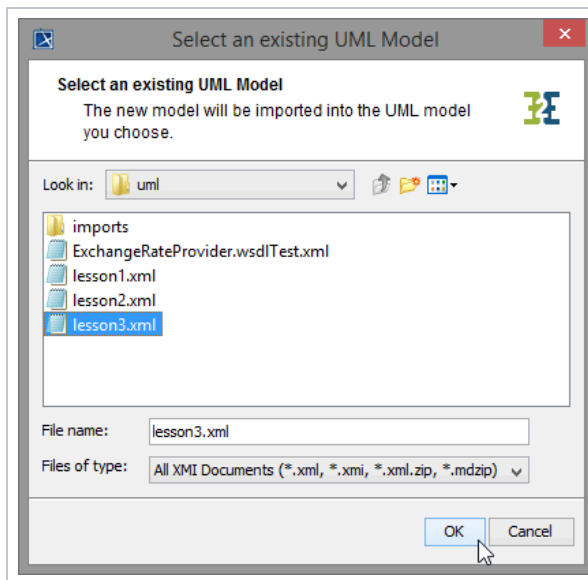 Select an existing UML Model
Select an existing UML Model
The new model will be imported into the UML model
you choose.
Look in: uml
imports
ExchangeRateProvider.wsdlTest.xml
lesson1.xml
lesson2.xml
lesson3.xml
File name: lesson3.xml
Files of type: All XMI Documents (*.xml, *.xmi, *.xml.zip, *.mdzip)
OK Cancel